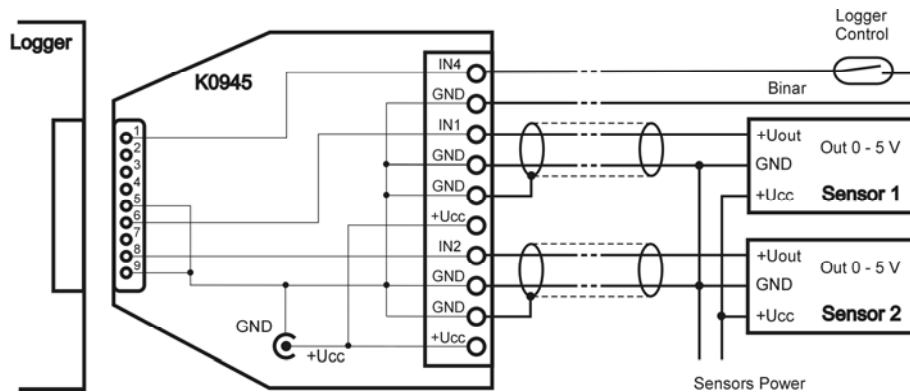 Logger
K0945
1
2
3
4
5
6
7
8
9
GND
+Ucc
IN4
GND
IN1
GND
GND
+Ucc
IN2
GND
GND
+Ucc
Logger
Control
Binar
+Uout
Out 0 - 5 V
GND
+Ucc
Sensor 1
+Uout
Out 0 - 5 V
GND
+Ucc
Sensor 2
Sensors Power